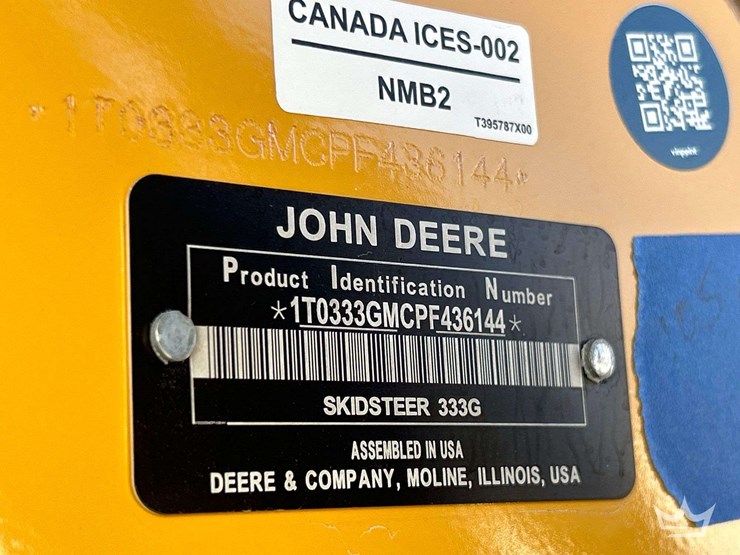 CANADA ICES-002
NMB2
T395787X00
vinpoint
*1T0333GMCPF436144*
JOHN DEERE
Product Identification Number
*1T0333GMCPF436144*
SKIDSTEER 333G
ASSEMBLED IN USA
DEERE & COMPANY, MOLINE, ILLINOIS, USA